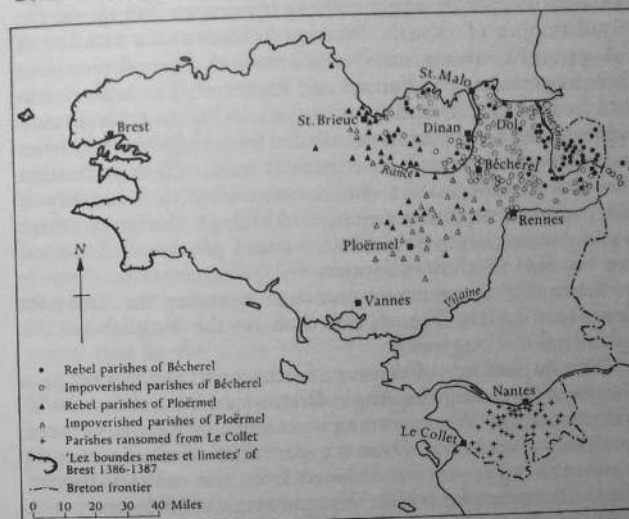 St. Malo
Brest
St. Brieuc
Dinan
Dol
Couesnon
Rance
Bécherel
Rennes
N
Ploërmel
Vannes
Vilaine
Nantes
Le Collet
Rebel parishes of Bécherel
Impoverished parishes of Bécherel
Rebel parishes of Ploërmel
Impoverished parishes of Ploërmel
Parishes ransomed from Le Collet
'Lez boundes metes et limetes' of
Brest 1386-1387
Breton frontier
0 10 20 30 40 Miles